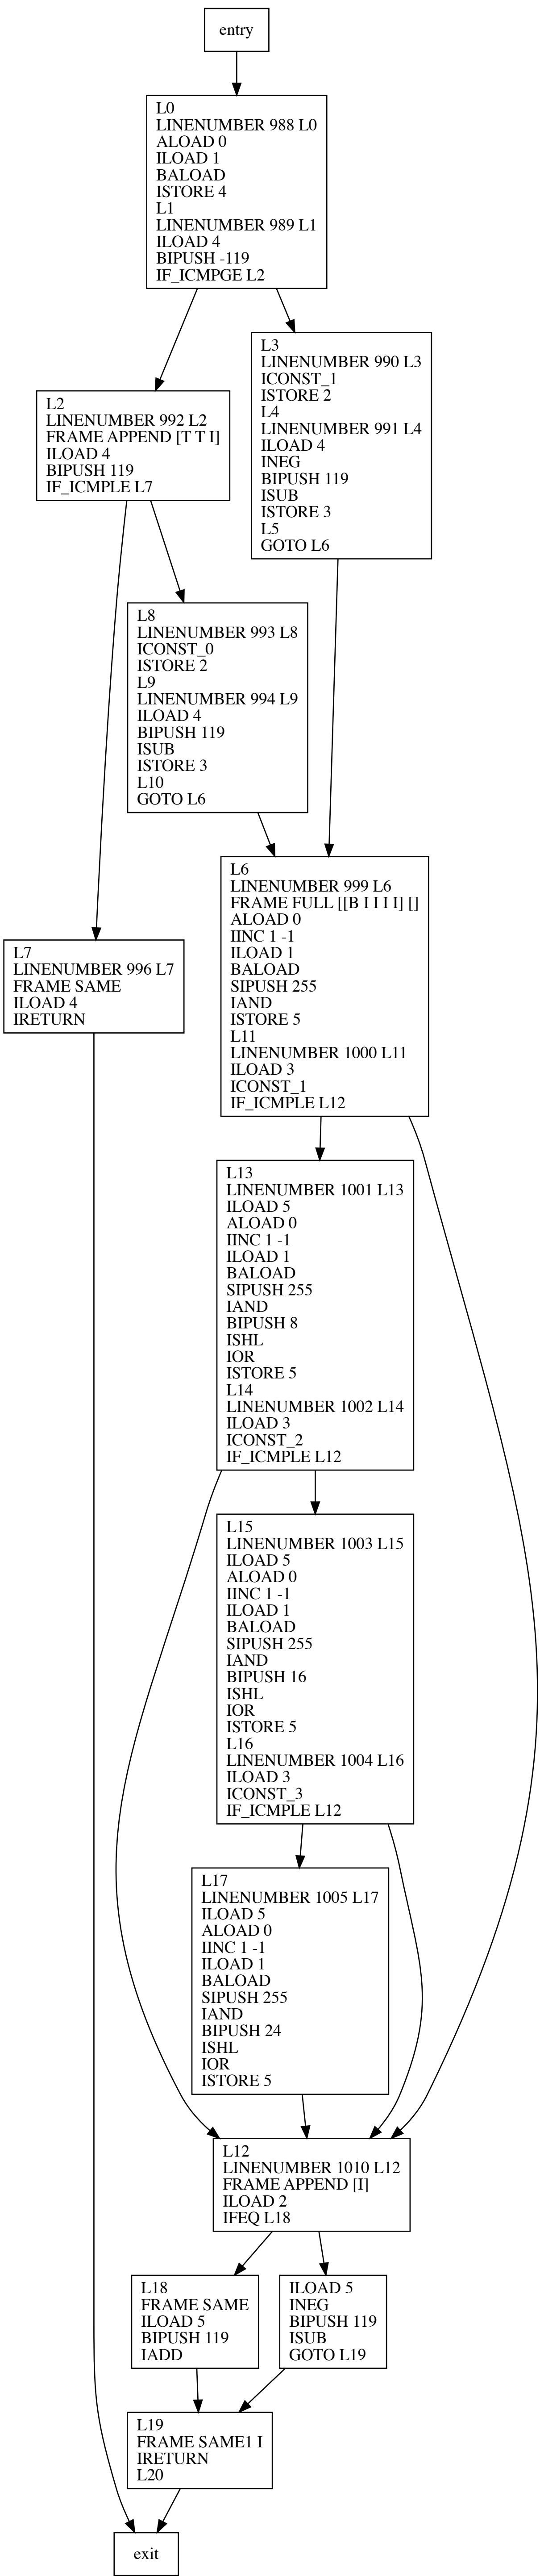 entry
L0
LINENUMBER 988 L0
ALOAD 0
ILOAD 1
BALOAD
ISTORE 4
L1
LINENUMBER 989 L1
ILOAD 4
BIPUSH -119
IF_ICMPGE L2
L3
LINENUMBER 990 L3
ICONST_1
ISTORE 2
L4
LINENUMBER 991 L4
ILOAD 4
INEG
BIPUSH 119
ISUB
ISTORE 3
L5
GOTO L6
L2
LINENUMBER 992 L2
FRAME APPEND [T T I]
ILOAD 4
BIPUSH 119
IF_ICMPLE L7
L8
LINENUMBER 993 L8
ICONST_0
ISTORE 2
L9
LINENUMBER 994 L9
ILOAD 4
BIPUSH 119
ISUB
ISTORE 3
L10
GOTO L6
L6
LINENUMBER 999 L6
FRAME FULL [[B I I I I] []
ALOAD 0
IINC 1 -1
ILOAD 1
BALOAD
SIPUSH 255
IAND
ISTORE 5
L11
LINENUMBER 1000 L11
ILOAD 3
ICONST_1
IF_ICMPLE L12
L7
LINENUMBER 996 L7
FRAME SAME
ILOAD 4
IRETURN
L13
LINENUMBER 1001 L13
ILOAD 5
ALOAD 0
IINC 1 -1
ILOAD 1
BALOAD
SIPUSH 255
IAND
BIPUSH 8
ISHL
IOR
ISTORE 5
L14
LINENUMBER 1002 L14
ILOAD 3
ICONST_2
IF_ICMPLE L12
L15
LINENUMBER 1003 L15
ILOAD 5
ALOAD 0
IINC 1 -1
ILOAD 1
BALOAD
SIPUSH 255
IAND
BIPUSH 16
ISHL
IOR
ISTORE 5
L16
LINENUMBER 1004 L16
ILOAD 3
ICONST_3
IF_ICMPLE L12
L17
LINENUMBER 1005 L17
ILOAD 5
ALOAD 0
IINC 1 -1
ILOAD 1
BALOAD
SIPUSH 255
IAND
BIPUSH 24
ISHL
IOR
ISTORE 5
L12
LINENUMBER 1010 L12
FRAME APPEND [I]
ILOAD 2
IFEQ L18
L18
FRAME SAME
ILOAD 5
BIPUSH 119
IADD
ILOAD 5
INEG
BIPUSH 119
ISUB
GOTO L19
L19
FRAME SAME1 I
IRETURN
L20
exit